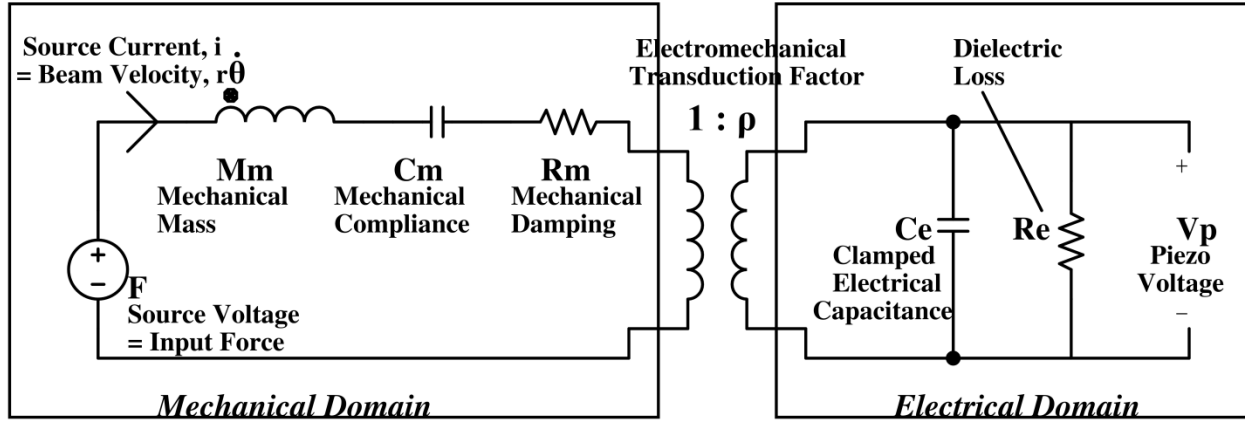 Source Current, i
= Beam Velocity, rθ̇
Electromechanical
Transduction Factor
1 : ρ
Dielectric
Loss
Mm
Mechanical
Mass
Cm
Mechanical
Compliance
Rm
Mechanical
Damping
+
−
F
Source Voltage
= Input Force
Ce
Clamped
Electrical
Capacitance
Re
+
Vp
Piezo
Voltage
−
Mechanical Domain
Electrical Domain